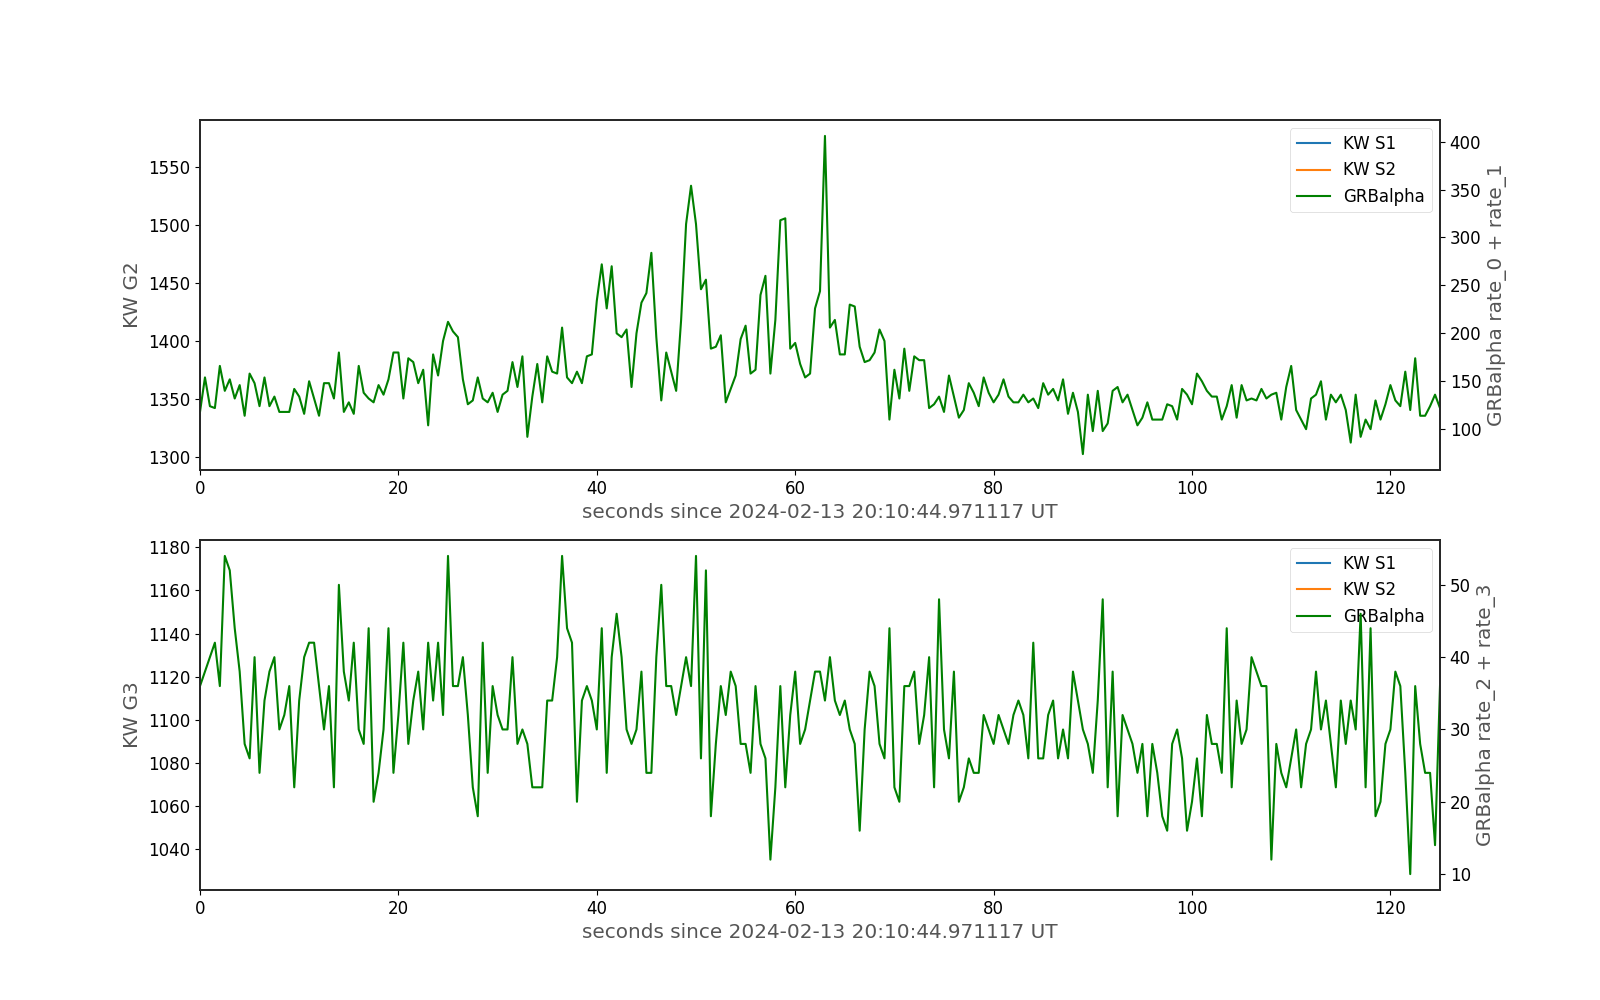 KW G2
1550
1500
1450
1400
1350
1300
KW S1
KW S2
GRBalpha
400
350
300
250
200
150
100
GRBalpha rate_0 + rate_1
0 20 40 60 80 100 120
seconds since 2024-02-13 20:10:44.971117 UT
KW G3
1180
1160
1140
1120
1100
1080
1060
1040
KW S1
KW S2
GRBalpha
50
40
30
20
10
GRBalpha rate_2 + rate_3
0 20 40 60 80 100 120
seconds since 2024-02-13 20:10:44.971117 UT